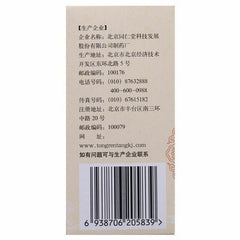 【生产企业】
企业名称:北京同仁堂科技发展
股份有限公司制药厂
生产地址:北京市北京经济技术
开发区东环北路5号
邮政编码:100176
电话号码:(010) 87632888
400-600-0988
传真号码:(010) 67615182
注册地址:北京市丰台区南三环
中路20号
邮政编码:100079
网 址:
www.tongrentangkj.com
如有问题可与生产企业联系
6 938706 205839 >